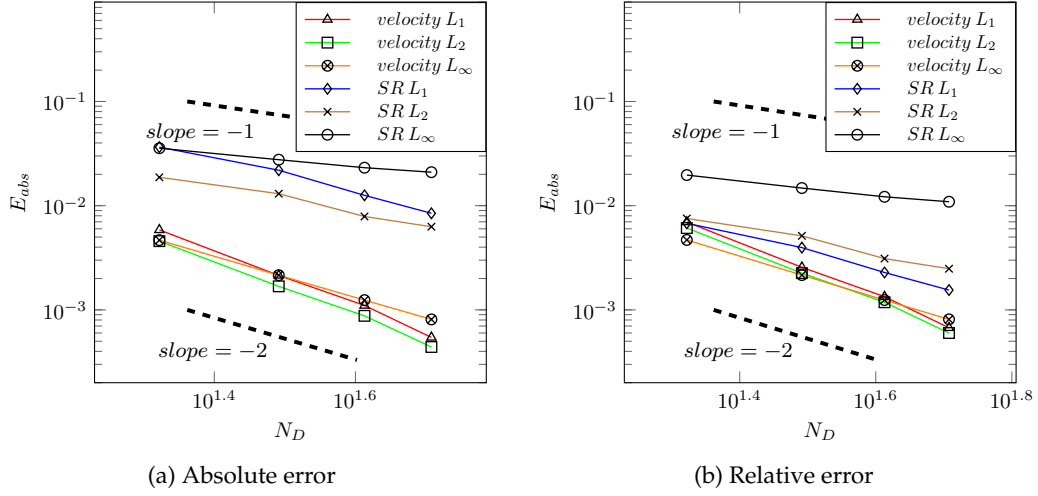 velocity L₁
velocity L₂
velocity L∞
SR L₁
SR L₂
SR L∞
10⁻¹
10⁻²
10⁻³
E_abs
slope = −1
slope = −2
10^1.4
10^1.6
N_D
(a) Absolute error
velocity L₁
velocity L₂
velocity L∞
SR L₁
SR L₂
SR L∞
10⁻¹
10⁻²
10⁻³
E_abs
slope = −1
slope = −2
10^1.4
10^1.6
10^1.8
N_D
(b) Relative error